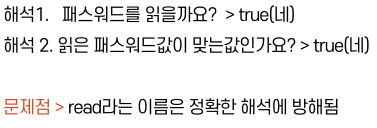 해석1.   패스워드를 읽을까요?  > true(네)
해석 2. 읽은 패스워드값이 맞는값인가요? > true(네)
문제점 > read라는 이름은 정확한 해석에 방해됨